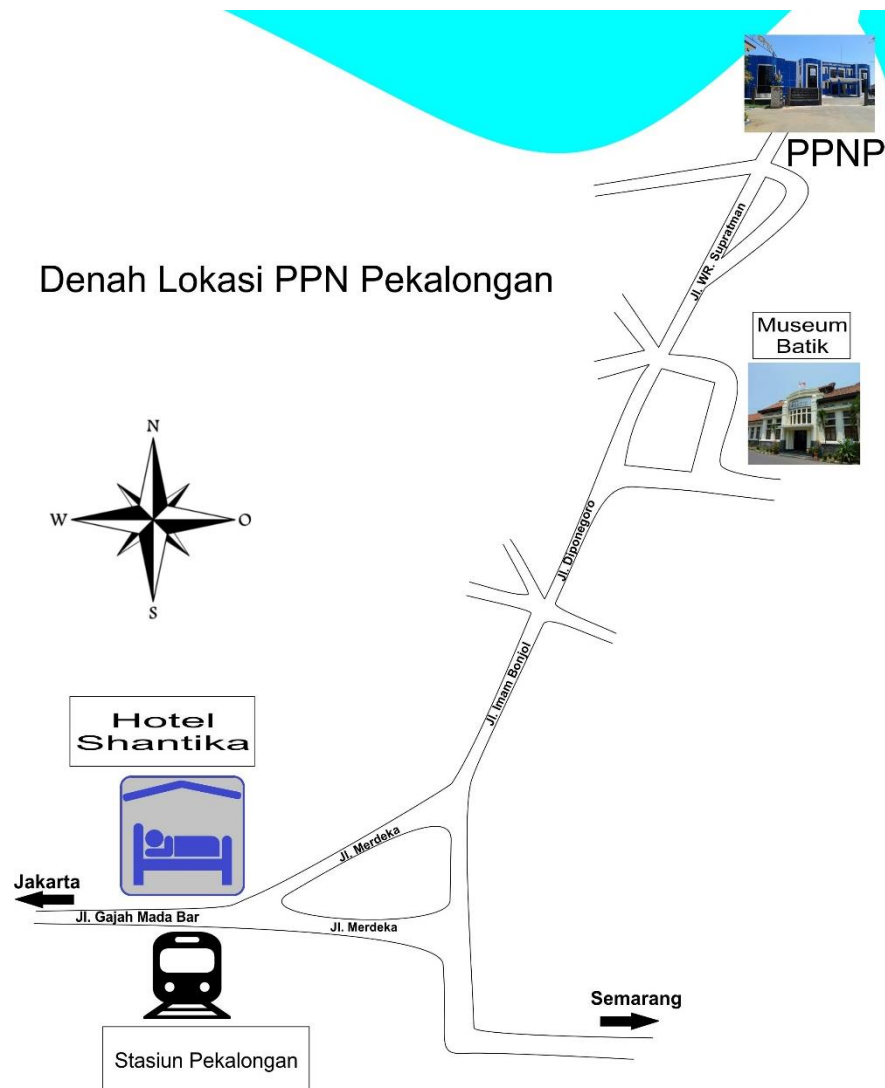 PPNP
Jl. WR. Supratman
Denah Lokasi PPN Pekalongan
Museum
Batik
N
W
O
S
Jl. Diponegoro
Jl. Imam Bonjol
Hotel
Shantika
Jl. Merdeka
Jakarta
Jl. Gajah Mada Bar
Jl. Merdeka
Semarang
Stasiun Pekalongan